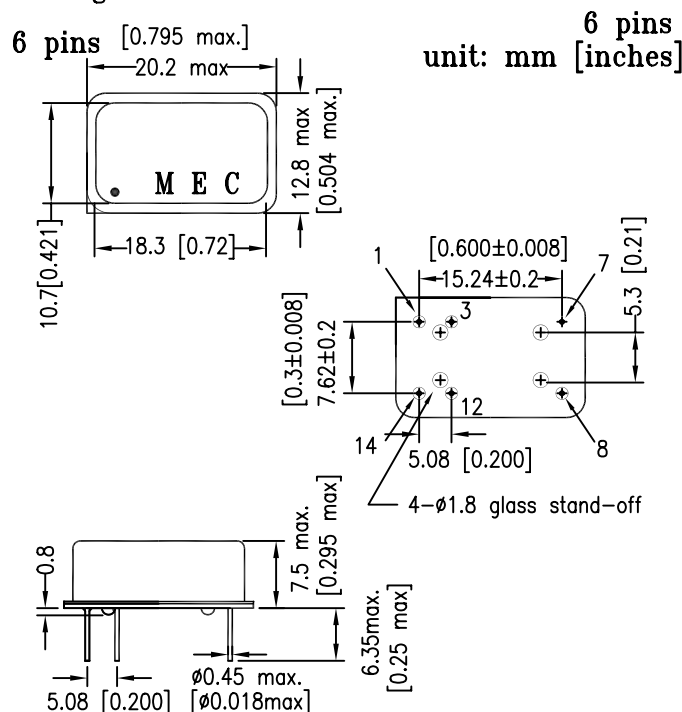 6 pins
unit: mm [inches]
6 pins
[0.795 max.]
20.2 max
12.8 max
[0.504 max.]
M E C
10.7[0.421]
18.3 [0.72]
[0.600±0.008]
15.24±0.2
1
7
3
5.3 [0.21]
[0.3±0.008]
7.62±0.2
12
14
8
5.08 [0.200]
4-ø1.8 glass stand-off
0.8
7.5 max.
[0.295 max]
6.35max.
[0.25 max]
ø0.45 max.
[ø0.018max]
5.08 [0.200]